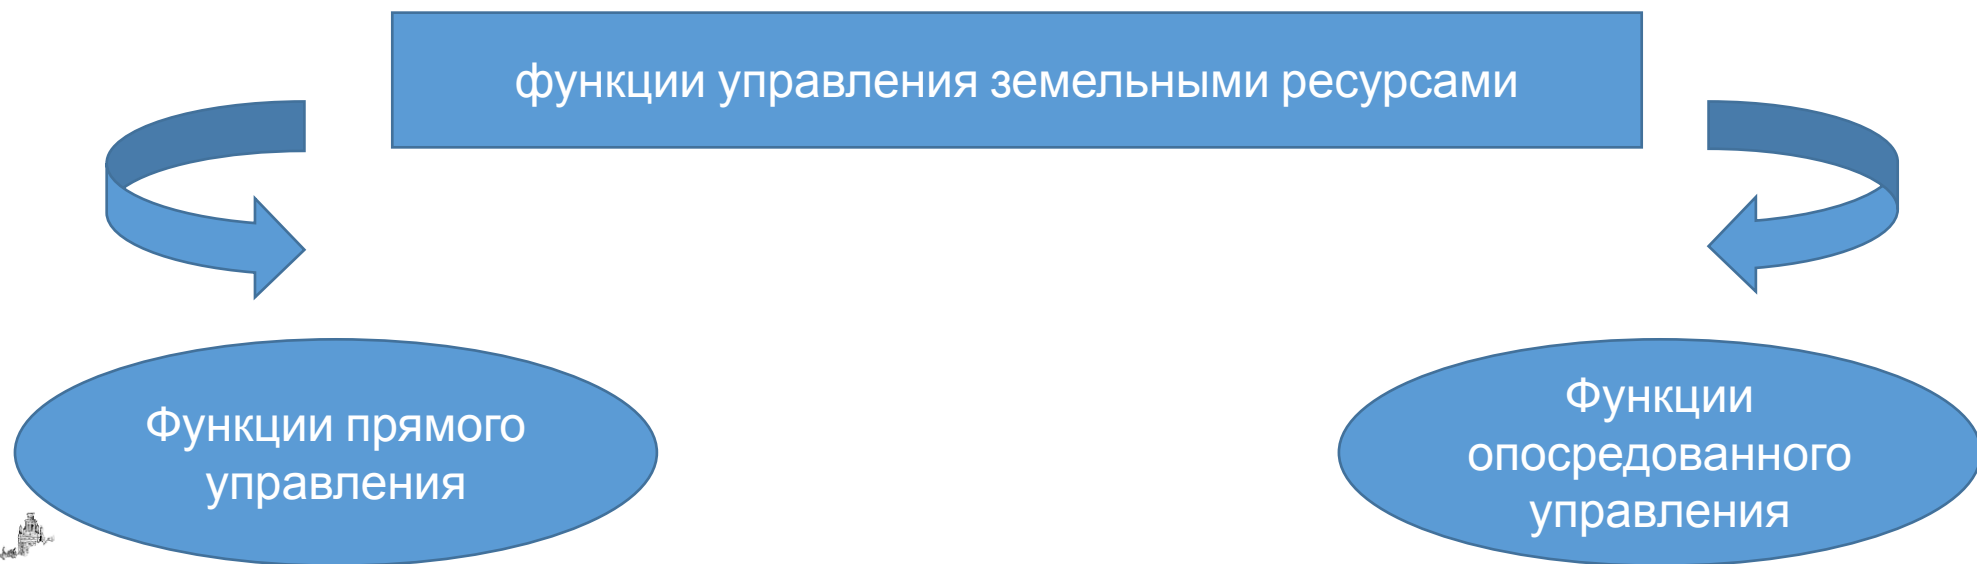 функции управления земельными ресурсами
Функции прямого
управления
Функции
опосредованного
управления